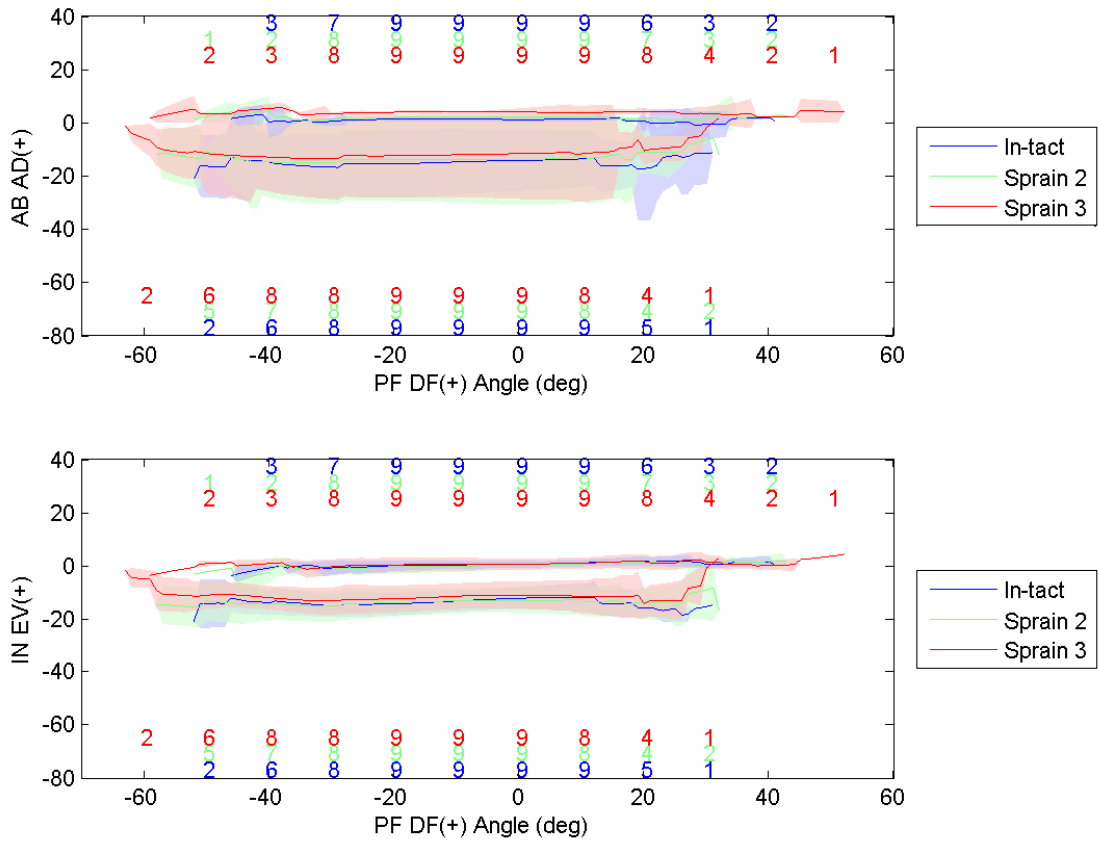 40
3 7 9 9 9 9 6 3 2
1 2 8 9 9 9 9 7 3 2
2 3 8 9 9 9 9 8 4 2 1
20
0
-20
-40
-60
-80
AB AD(+)
2 6 8 8 9 9 9 8 4 1
5 7 8 9 9 9 8 4 2
2 6 8 9 9 9 9 5 1
-60 -40 -20 0 20 40 60
PF DF(+) Angle (deg)
In-tact
Sprain 2
Sprain 3
40
3 7 9 9 9 9 6 3 2
1 2 8 9 9 9 9 7 3 2
2 3 8 9 9 9 9 8 4 2 1
20
0
-20
-40
-60
-80
IN EV(+)
2 6 8 8 9 9 9 8 4 1
5 7 8 9 9 9 8 4 2
2 6 8 9 9 9 9 5 1
-60 -40 -20 0 20 40 60
PF DF(+) Angle (deg)
In-tact
Sprain 2
Sprain 3